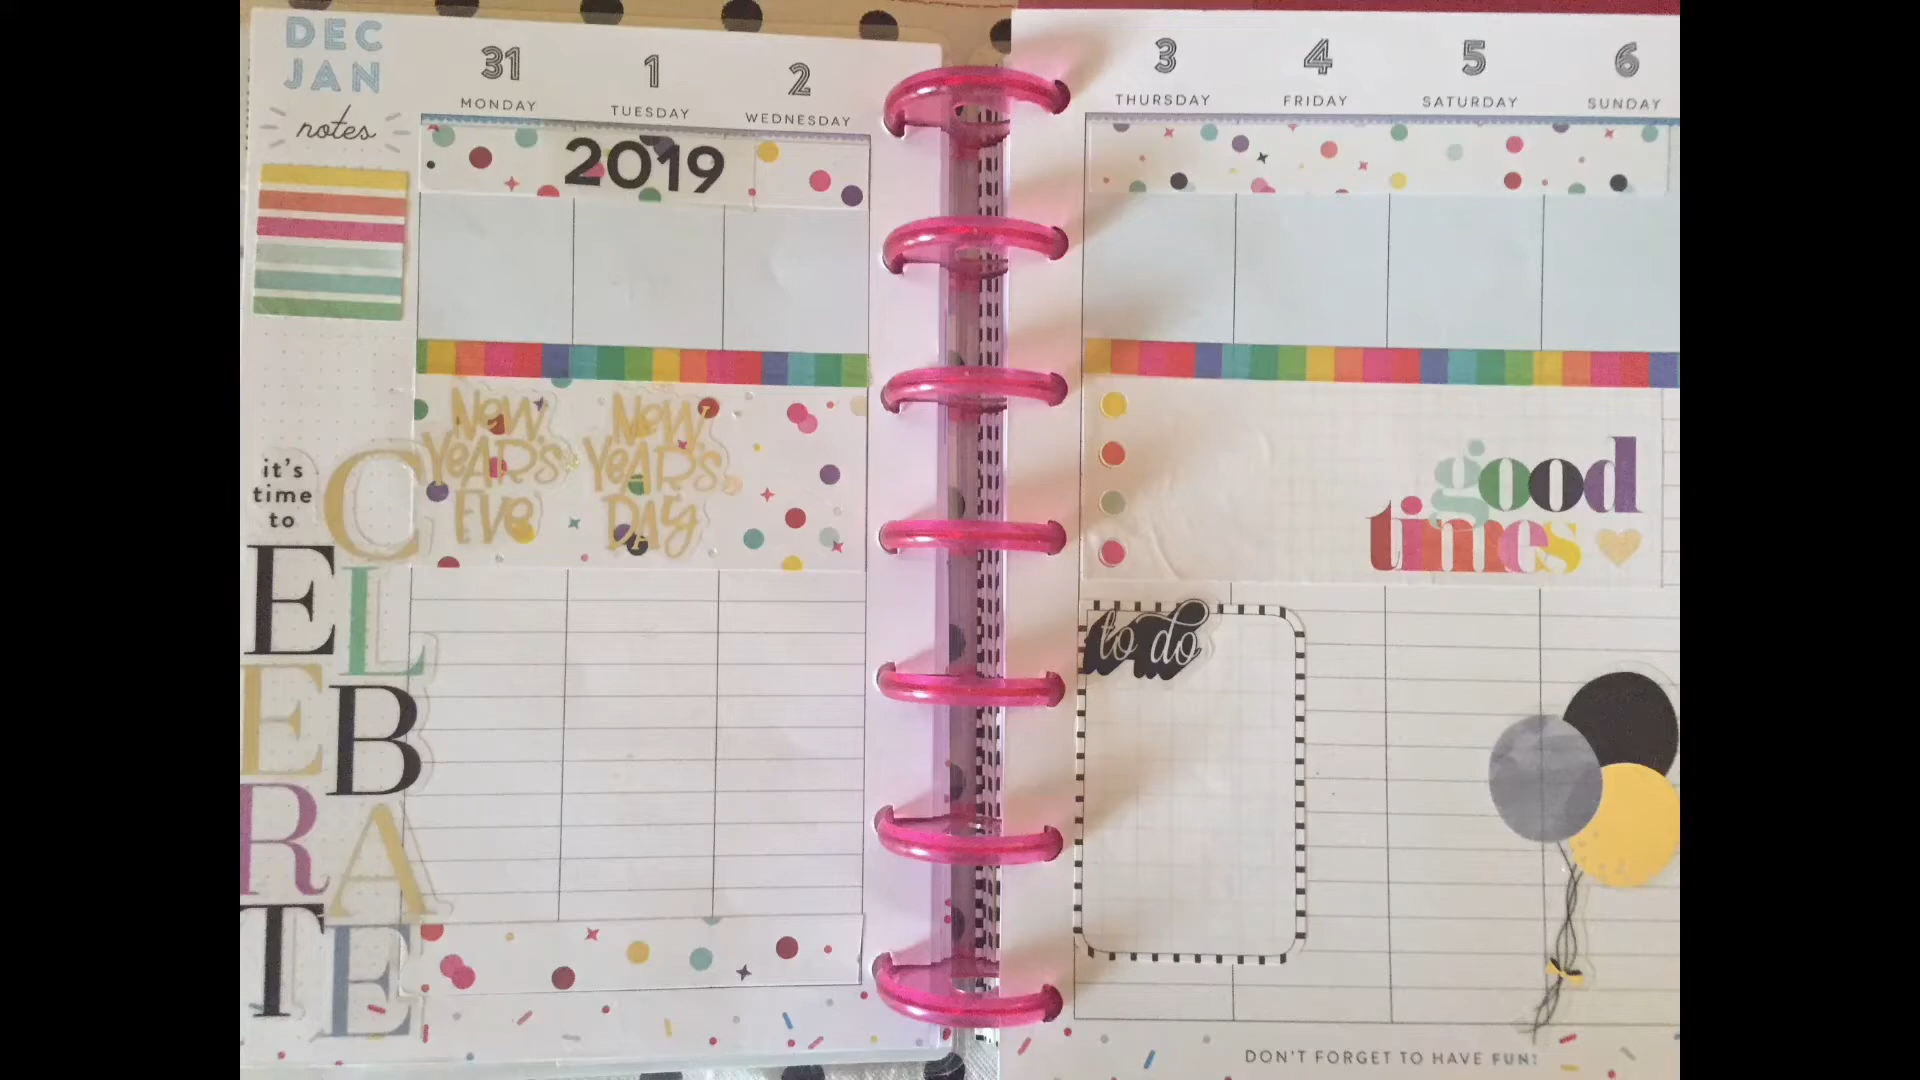 DEC
JAN
notes
31
MONDAY
1
TUESDAY
2
WEDNESDAY
2019
NEW
YEAR'S
EVE
NEW
YEAR'S
DAY
it's
time
to
CELEBRATE
3
THURSDAY
4
FRIDAY
5
SATURDAY
6
SUNDAY
good
times
to do
DON'T FORGET TO HAVE FUN!